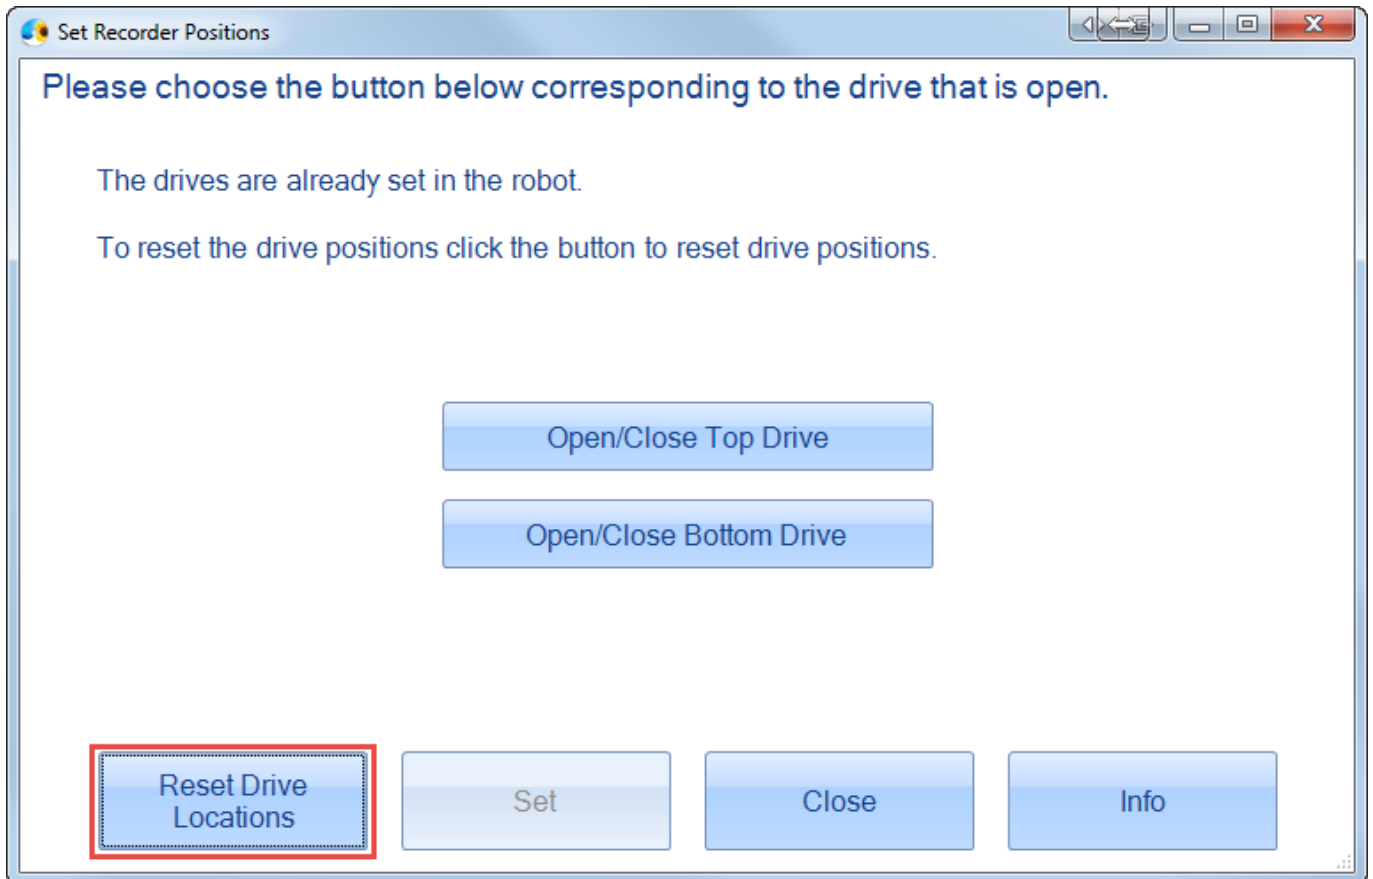 Set Recorder Positions
Please choose the button below corresponding to the drive that is open.
The drives are already set in the robot.
To reset the drive positions click the button to reset drive positions.
Open/Close Top Drive
Open/Close Bottom Drive
Reset Drive
Locations
Set
Close
Info